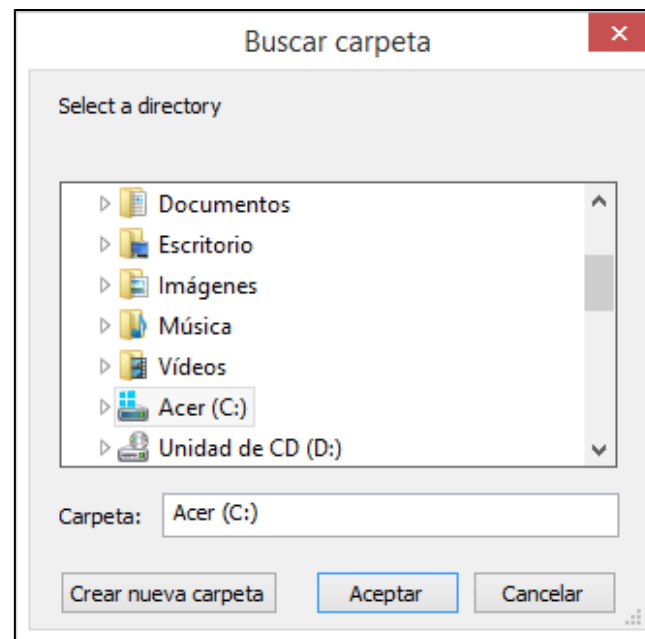 Buscar carpeta
Select a directory
Documentos
Escritorio
Imágenes
Música
Vídeos
Acer (C:)
Unidad de CD (D:)
Carpeta: Acer (C:)
Crear nueva carpeta Aceptar Cancelar